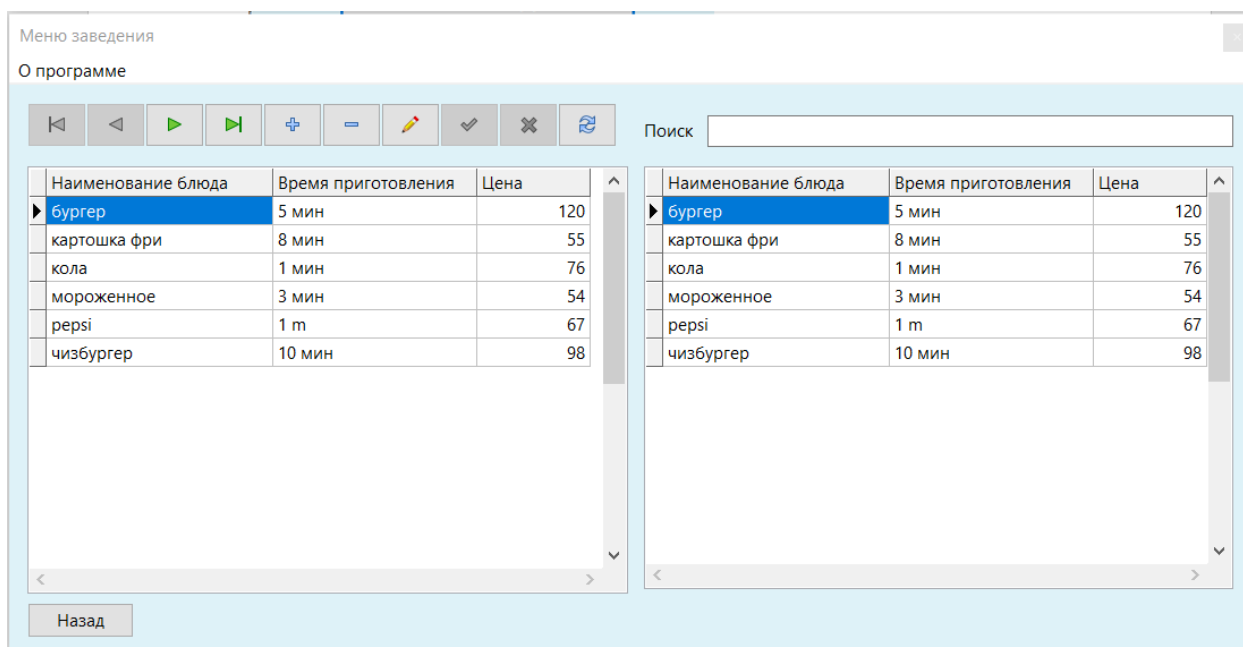 Меню заведения
О программе
Поиск
Наименование блюда Время приготовления Цена
бургер 5 мин 120
картошка фри 8 мин 55
кола 1 мин 76
мороженное 3 мин 54
pepsi 1 m 67
чизбургер 10 мин 98
Наименование блюда Время приготовления Цена
бургер 5 мин 120
картошка фри 8 мин 55
кола 1 мин 76
мороженное 3 мин 54
pepsi 1 m 67
чизбургер 10 мин 98
Назад